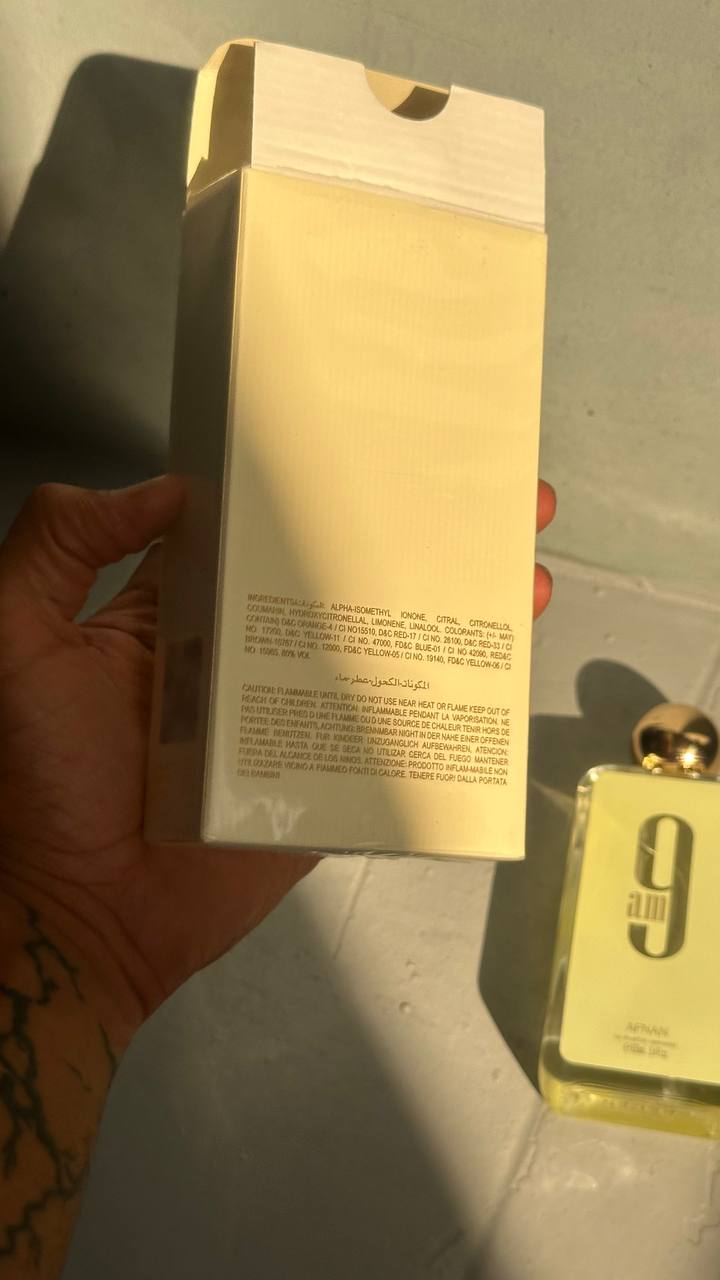 INGREDIENTS/المكونات: ALPHA-ISOMETHYL IONONE, CITRAL, CITRONELLOL,
COUMARIN, HYDROXYCITRONELLAL, LIMONENE, LINALOOL. COLORANTS: (+/- MAY)
CONTAIN) D&C ORANGE-4 / CI NO15510, D&C RED-17 / CI NO. 26100, D&C RED-33 / CI
NO. 17200, D&C YELLOW-11 / CI NO. 47000, FD&C BLUE-01 / CI NO 42090, RED&C
BROWN-16767 / CI NO. 12000, FD&C YELLOW-05 / CI NO. 19140, FD&C YELLOW-06 / CI
NO 15985. 80% VOL
المكونات-الكحول-عطر-ماء
CAUTION: FLAMMABLE UNTIL DRY DO NOT USE NEAR HEAT OR FLAME KEEP OUT OF
REACH OF CHILDREN. ATTENTION: INFLAMMABLE PENDANT LA VAPORISATION. NE
PAS UTILISER PRES D UNE FLAMME OU D UNE SOURCE DE CHALEUR TENIR HORS DE
PORTEE DES ENFANTS, ACHTUNG: BRENNMBAR NIGHT IN DER NAHE EINER OFFENEN
FLAMME BENUTZEN. FUR KINDEER UNZUGANGLICH AUFBEWAHREN, ATENCION:
INFLAMABLE HASTA QUE SE SECA NO UTILIZAR CERCA DEL FUEGO MANTENER
FUERA DEL ALCANCE DE LOS NINOS. ATTENZIONE: PRODOTTO INFLAM-MABILE NON
UTILIRAZARE VICINO A FIAMMEO FONTI DI CALORE. TENERE FUORI DALLA PORTATA
DEI BAMBINI
9
am
AFNAN